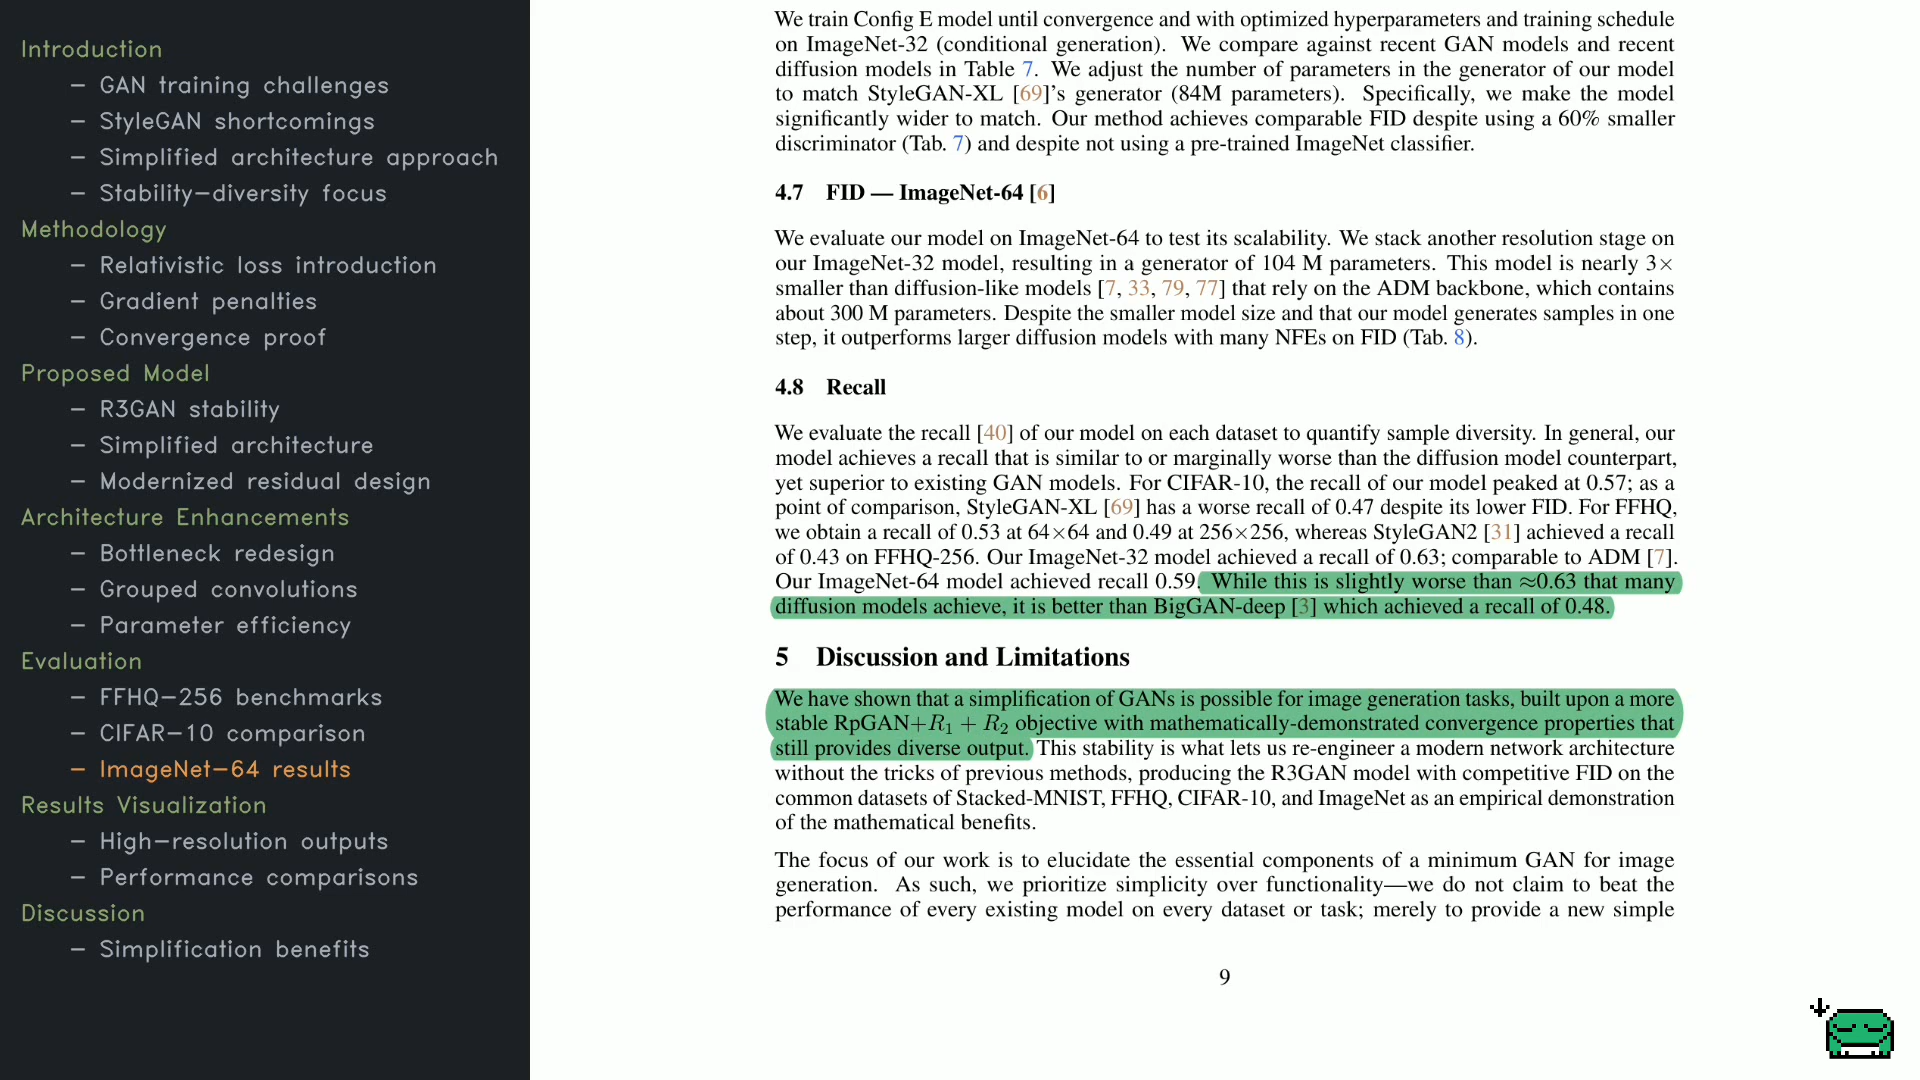 Introduction
– GAN training challenges
– StyleGAN shortcomings
– Simplified architecture approach
– Stability–diversity focus
Methodology
– Relativistic loss introduction
– Gradient penalties
– Convergence proof
Proposed Model
– R3GAN stability
– Simplified architecture
– Modernized residual design
Architecture Enhancements
– Bottleneck redesign
– Grouped convolutions
– Parameter efficiency
Evaluation
– FFHQ–256 benchmarks
– CIFAR–10 comparison
– ImageNet–64 results
Results Visualization
– High–resolution outputs
– Performance comparisons
Discussion
– Simplification benefits
We train Config E model until convergence and with optimized hyperparameters and training schedule
on ImageNet-32 (conditional generation). We compare against recent GAN models and recent
diffusion models in Table 7. We adjust the number of parameters in the generator of our model
to match StyleGAN-XL [69]'s generator (84M parameters). Specifically, we make the model
significantly wider to match. Our method achieves comparable FID despite using a 60% smaller
discriminator (Tab. 7) and despite not using a pre-trained ImageNet classifier.
4.7 FID — ImageNet-64 [6]
We evaluate our model on ImageNet-64 to test its scalability. We stack another resolution stage on
our ImageNet-32 model, resulting in a generator of 104 M parameters. This model is nearly 3×
smaller than diffusion-like models [7, 33, 79, 77] that rely on the ADM backbone, which contains
about 300 M parameters. Despite the smaller model size and that our model generates samples in one
step, it outperforms larger diffusion models with many NFEs on FID (Tab. 8).
4.8 Recall
We evaluate the recall [40] of our model on each dataset to quantify sample diversity. In general, our
model achieves a recall that is similar to or marginally worse than the diffusion model counterpart,
yet superior to existing GAN models. For CIFAR-10, the recall of our model peaked at 0.57; as a
point of comparison, StyleGAN-XL [69] has a worse recall of 0.47 despite its lower FID. For FFHQ,
we obtain a recall of 0.53 at 64×64 and 0.49 at 256×256, whereas StyleGAN2 [31] achieved a recall
of 0.43 on FFHQ-256. Our ImageNet-32 model achieved a recall of 0.63; comparable to ADM [7].
Our ImageNet-64 model achieved recall 0.59. While this is slightly worse than ≈0.63 that many
diffusion models achieve, it is better than BigGAN-deep [3] which achieved a recall of 0.48.
5 Discussion and Limitations
We have shown that a simplification of GANs is possible for image generation tasks, built upon a more
stable RpGAN+R₁ + R₂ objective with mathematically-demonstrated convergence properties that
still provides diverse output. This stability is what lets us re-engineer a modern network architecture
without the tricks of previous methods, producing the R3GAN model with competitive FID on the
common datasets of Stacked-MNIST, FFHQ, CIFAR-10, and ImageNet as an empirical demonstration
of the mathematical benefits.
The focus of our work is to elucidate the essential components of a minimum GAN for image
generation. As such, we prioritize simplicity over functionality—we do not claim to beat the
performance of every existing model on every dataset or task; merely to provide a new simple
9